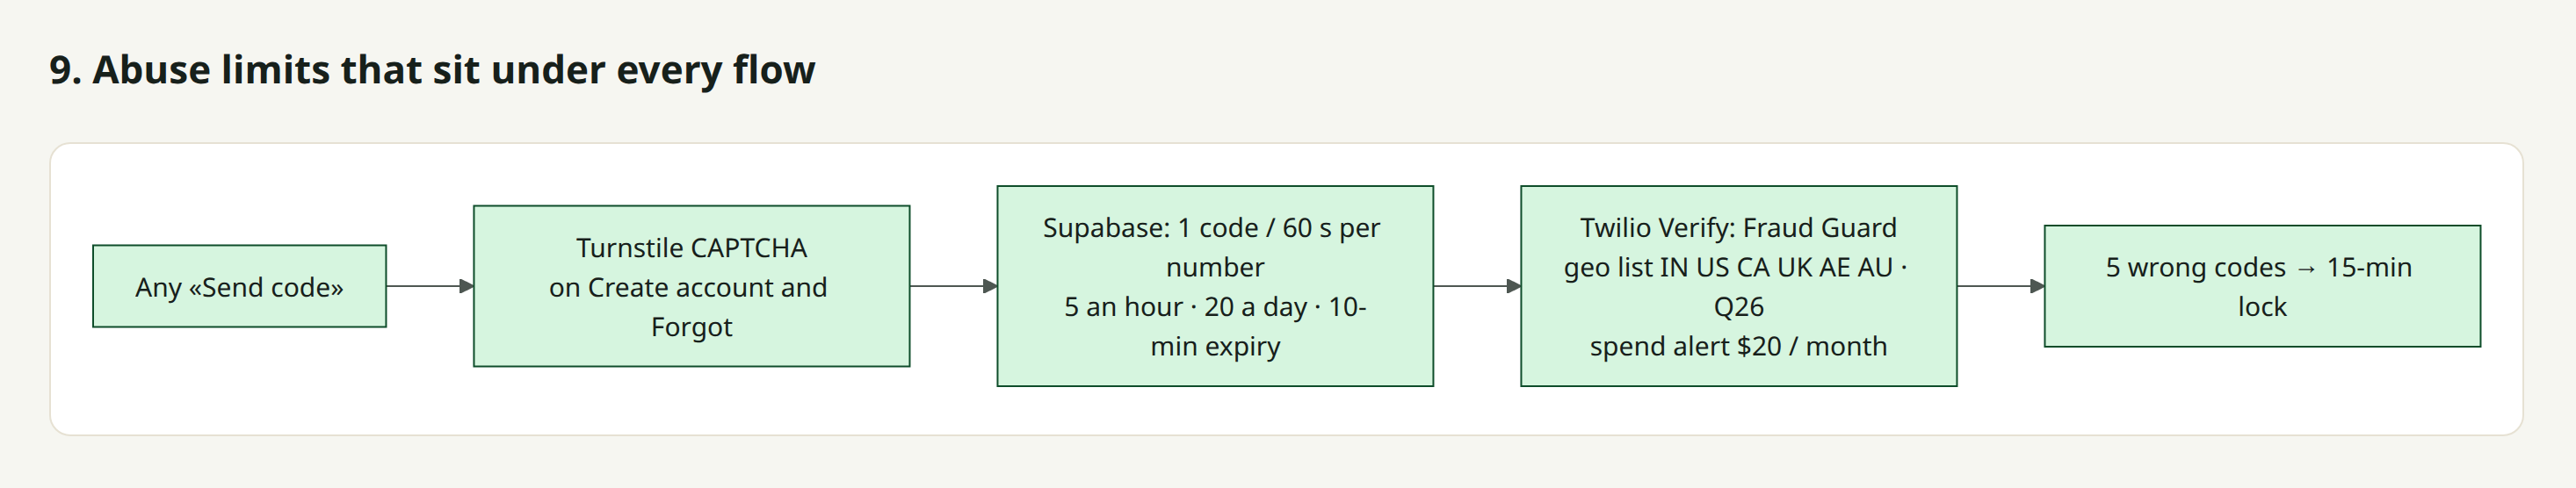 9. Abuse limits that sit under every flow
Any «Send code»
Turnstile CAPTCHA
on Create account and
Forgot
Supabase: 1 code / 60 s per
number
5 an hour · 20 a day · 10-
min expiry
Twilio Verify: Fraud Guard
geo list IN US CA UK AE AU ·
Q26
spend alert $20 / month
5 wrong codes → 15-min
lock